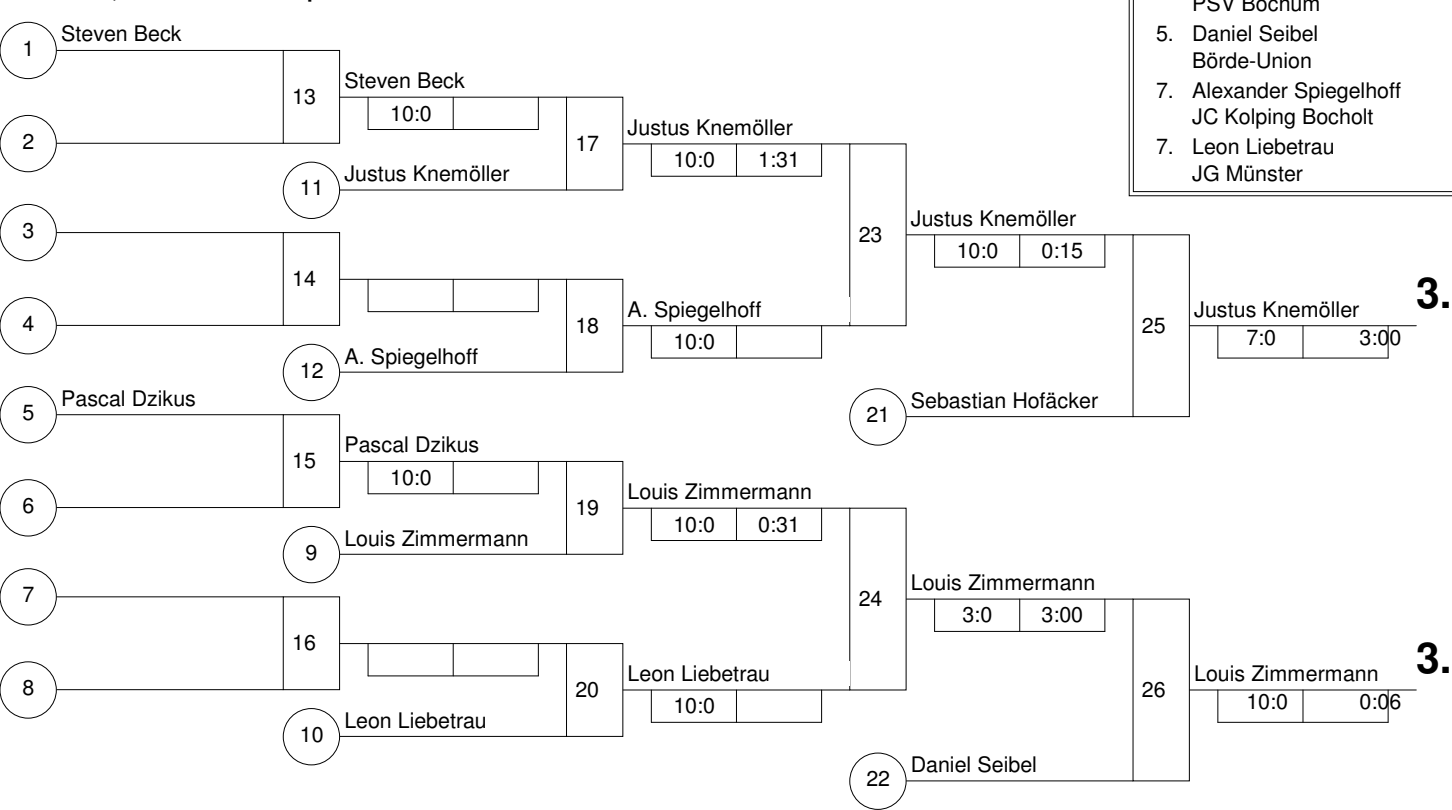 PSV Bochum
5. Daniel Seibel
Börde-Union
7. Alexander Spiegelhoff
JC Kolping Bocholt
7. Leon Liebetrau
JG Münster
1 Steven Beck
13 Steven Beck
10:0
2
17 Justus Knemöller
10:0 1:31
11 Justus Knemöller
3
23 Justus Knemöller
10:0 0:15
14
3.
4
18 A. Spiegelhoff
10:0
25 Justus Knemöller
7:0 3:00
12 A. Spiegelhoff
5 Pascal Dzikus
21 Sebastian Hofäcker
15 Pascal Dzikus
10:0
6
19 Louis Zimmermann
10:0 0:31
9 Louis Zimmermann
7
24 Louis Zimmermann
3:0 3:00
16
3.
8
20 Leon Liebetrau
10:0
26 Louis Zimmermann
10:0 0:06
10 Leon Liebetrau
22 Daniel Seibel